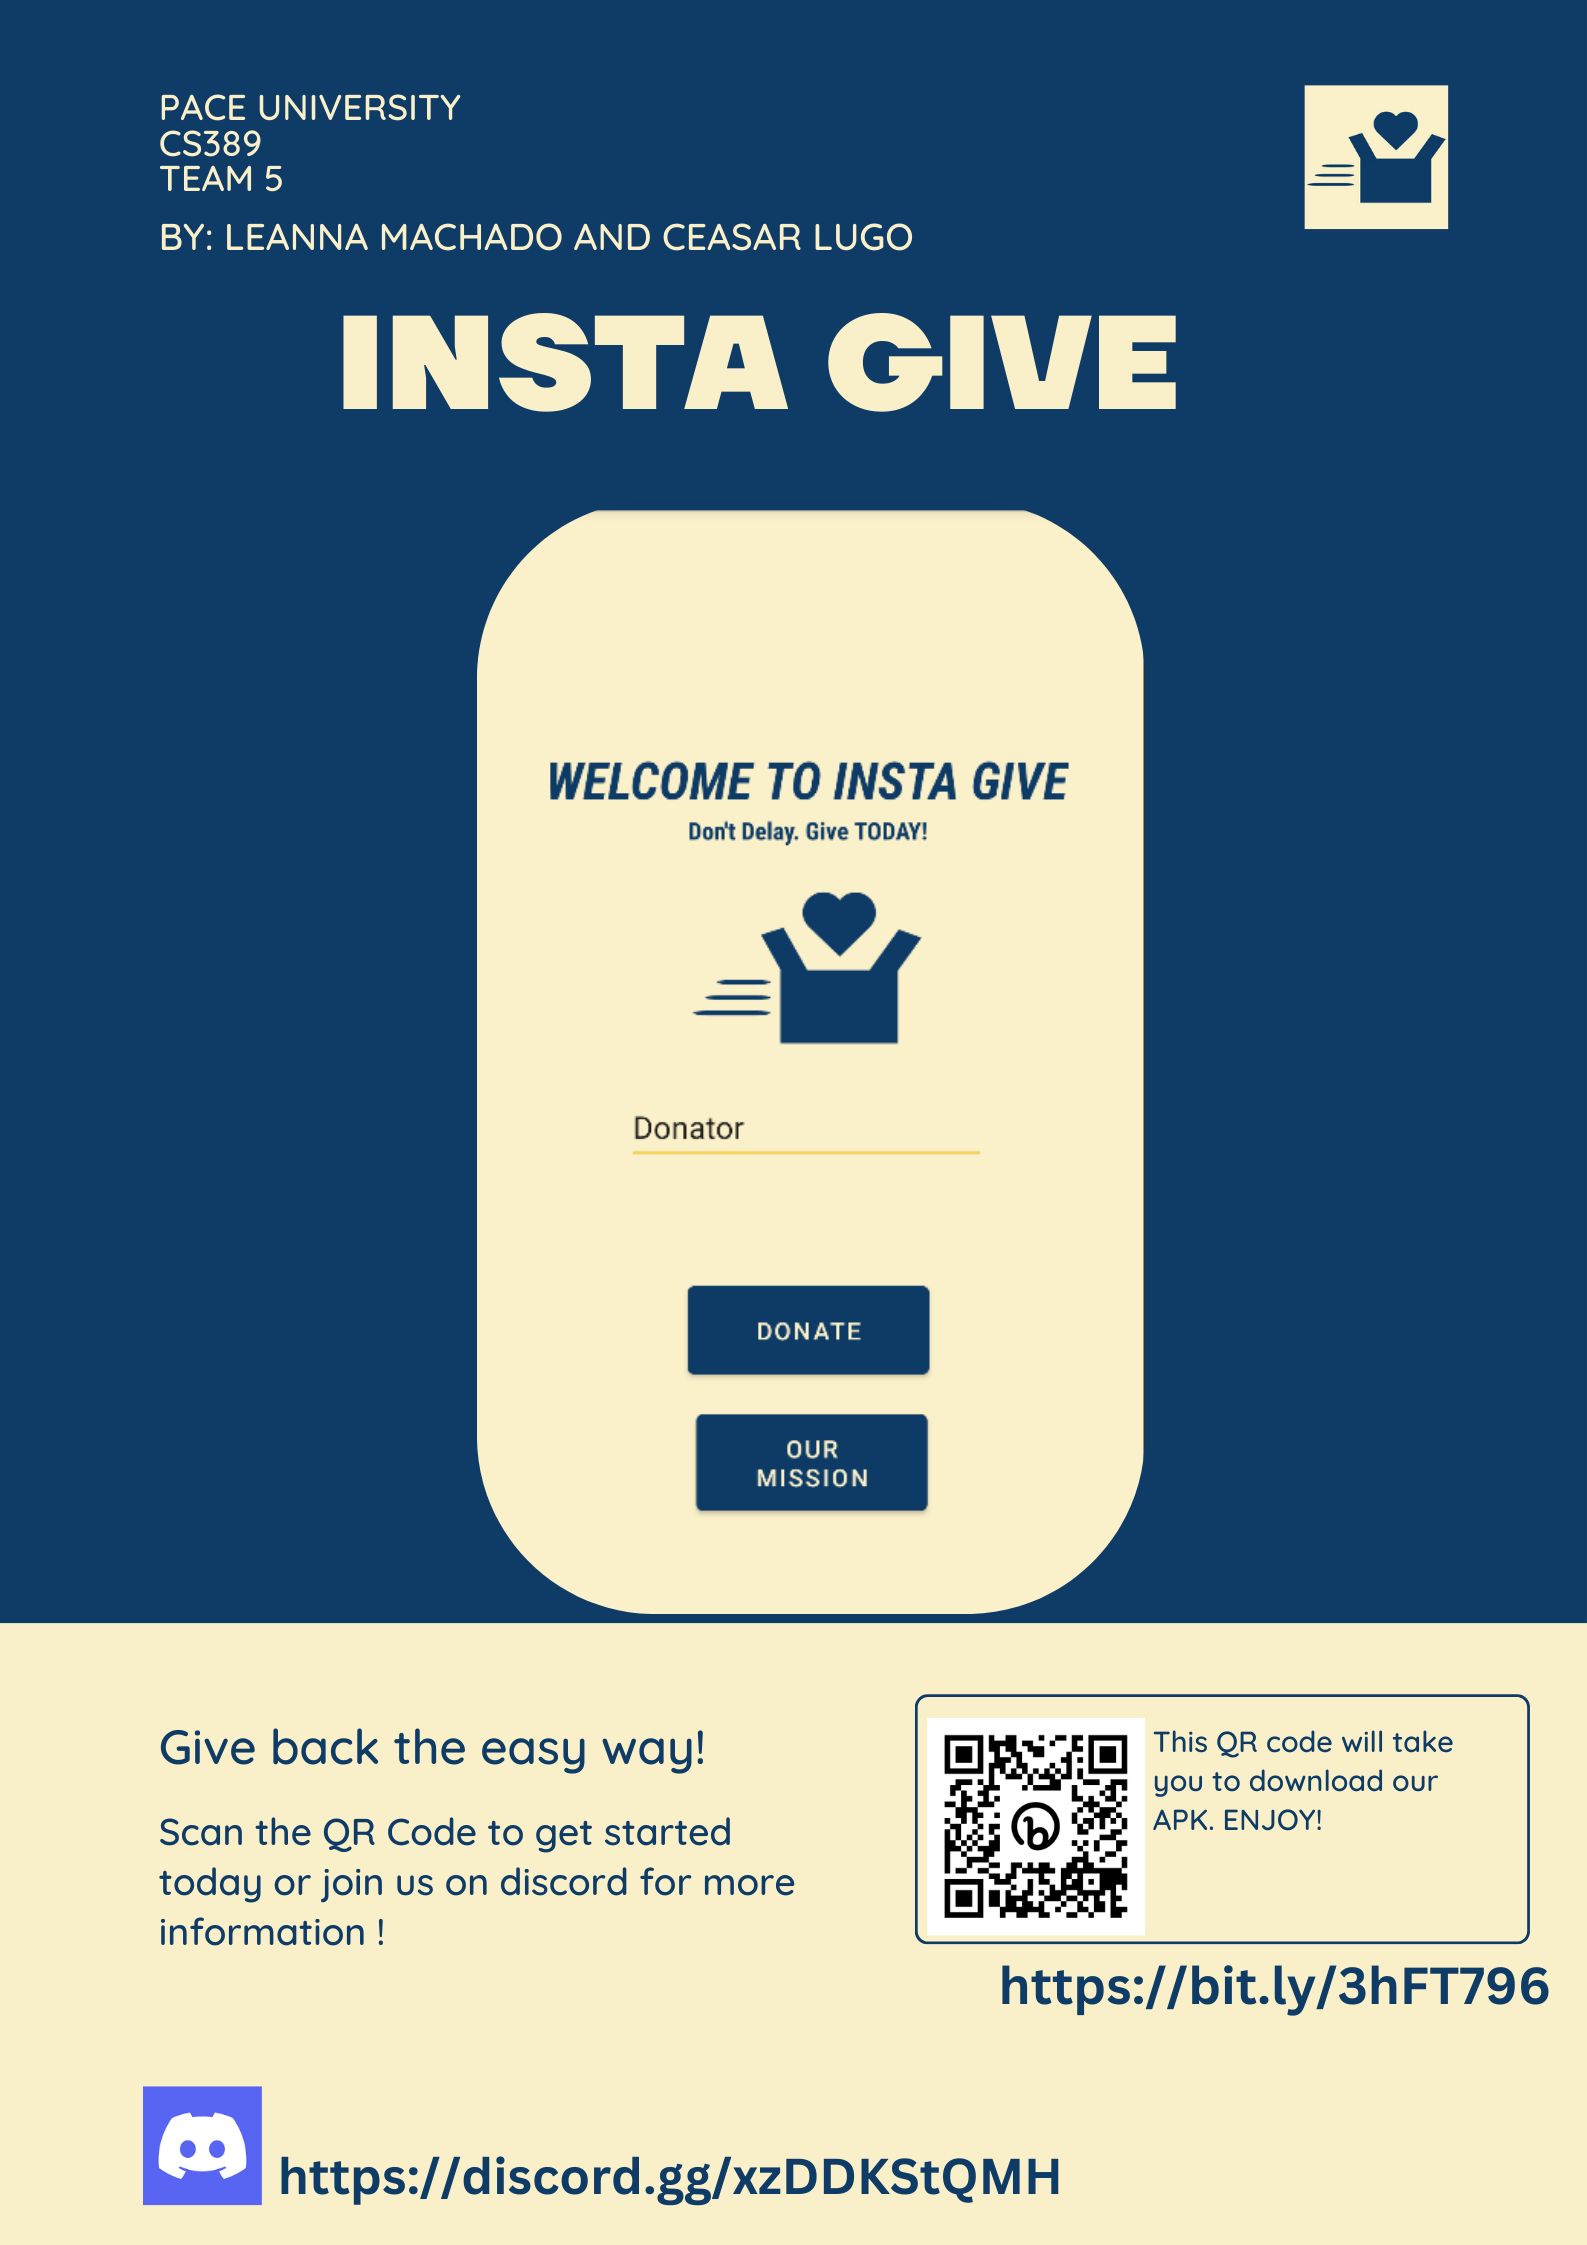 PACE UNIVERSITY
CS389
TEAM 5
BY: LEANNA MACHADO AND CEASAR LUGO
INSTA GIVE
WELCOME TO INSTA GIVE
Don't Delay. Give TODAY!
Donator
DONATE
OUR
MISSION
Give back the easy way!
Scan the QR Code to get started
today or join us on discord for more
information !
This QR code will take
you to download our
APK. ENJOY!
https://bit.ly/3hFT796
https://discord.gg/xzDDKStQMH